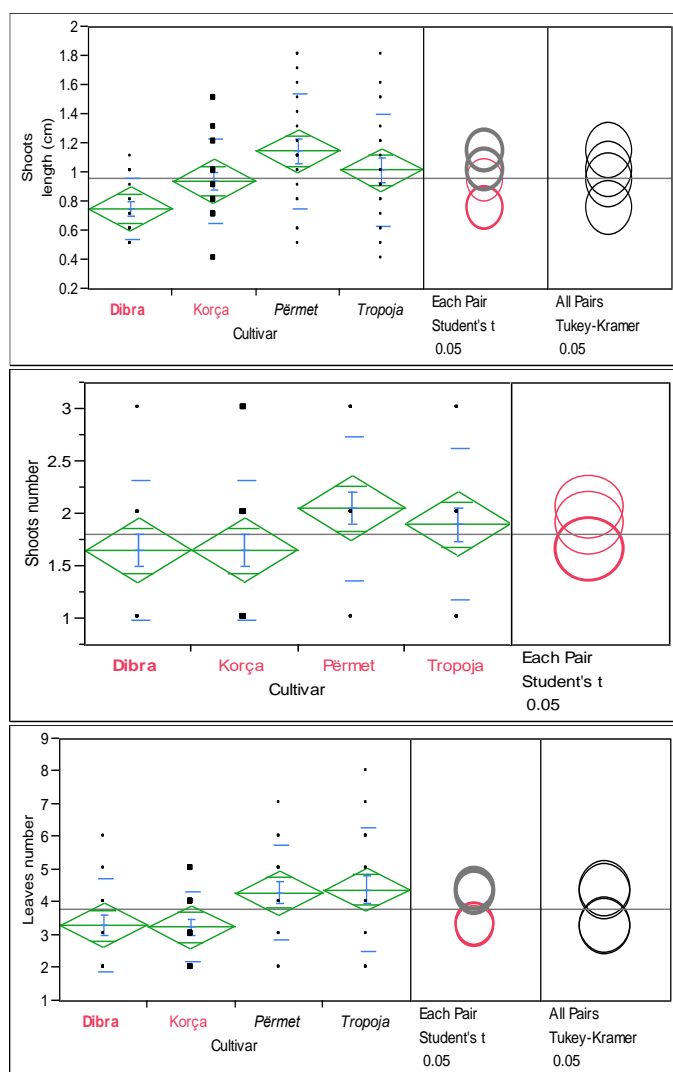 2
1.8
1.6
1.4
1.2
1
0.8
0.6
0.4
0.2
Shoots
length (cm)
Dibra Korça Përmet Tropoja
Cultivar
Each Pair
Student's t
0.05
All Pairs
Tukey-Kramer
0.05
3
2.5
2
1.5
1
Shoots number
Dibra Korça Përmet Tropoja
Cultivar
Each Pair
Student's t
0.05
9
8
7
6
5
4
3
2
1
Leaves number
Dibra Korça Përmet Tropoja
Cultivar
Each Pair
Student's t
0.05
All Pairs
Tukey-Kramer
0.05